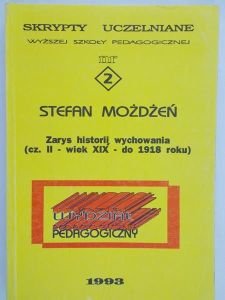 SKRYPTY UCZELNIANE
WYŻSZEJ SZKOŁY PEDAGOGICZNEJ
nr
2
STEFAN MOŻDŻEŃ
Zarys historii wychowania
(cz. II - wiek XIX - do 1918 roku)
WYDZIAŁ
PEDAGOGICZNY
1993